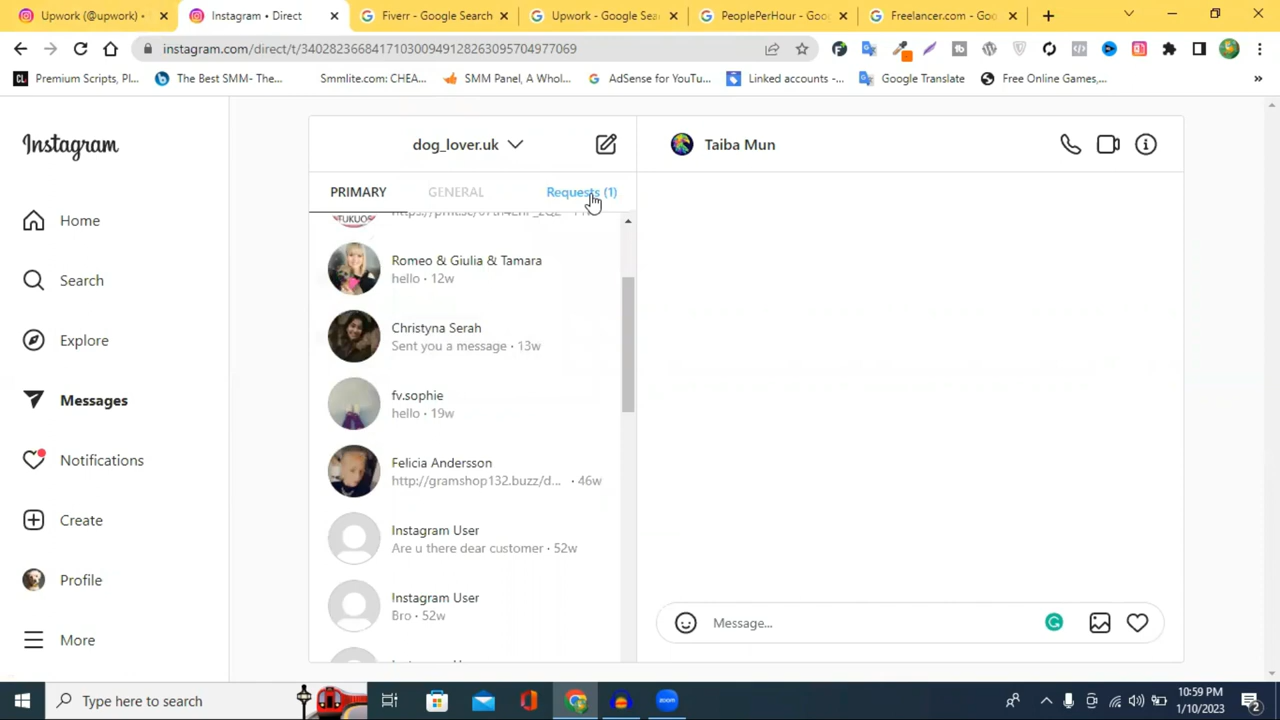 Upwork (@upwork) •
Instagram • Direct
Fiverr - Google Search
Upwork - Google Sea
PeoplePerHour - Goo
Freelancer.com - Goo
instagram.com/direct/t/340282366841710300949128263095704977069
Premium Scripts, Pl...
The Best SMM- The...
Smmlite.com: CHEA...
SMM Panel, A Whol...
AdSense for YouTu...
Linked accounts -...
Google Translate
Free Online Games,...
Instagram
dog_lover.uk
Taiba Mun
PRIMARY
GENERAL
Requests (1)
Home
Search
Explore
Messages
Notifications
Create
Profile
More
Romeo & Giulia & Tamara
hello • 12w
Christyna Serah
Sent you a message • 13w
fv.sophie
hello • 19w
Felicia Andersson
http://gramshop132.buzz/d... • 46w
Instagram User
Are u there dear customer • 52w
Instagram User
Bro • 52w
Message...
Type here to search
zoom
10:59 PM
1/10/2023
2